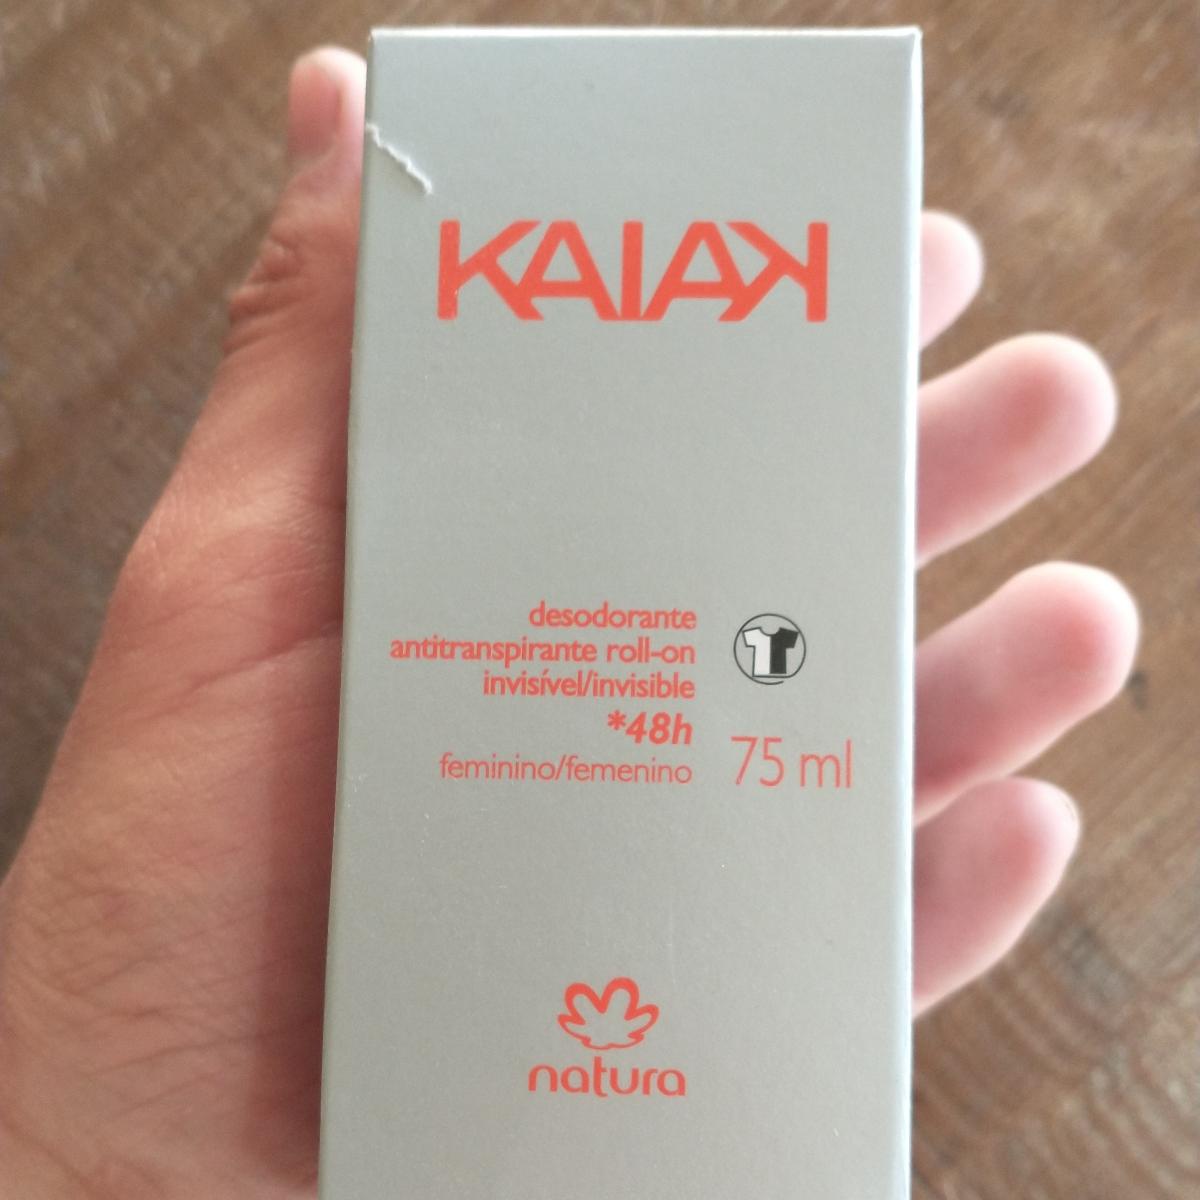 KAIAK
desodorante
antitranspirante roll-on
invisível/invisible
*48h
feminino/femenino
75 ml
natura